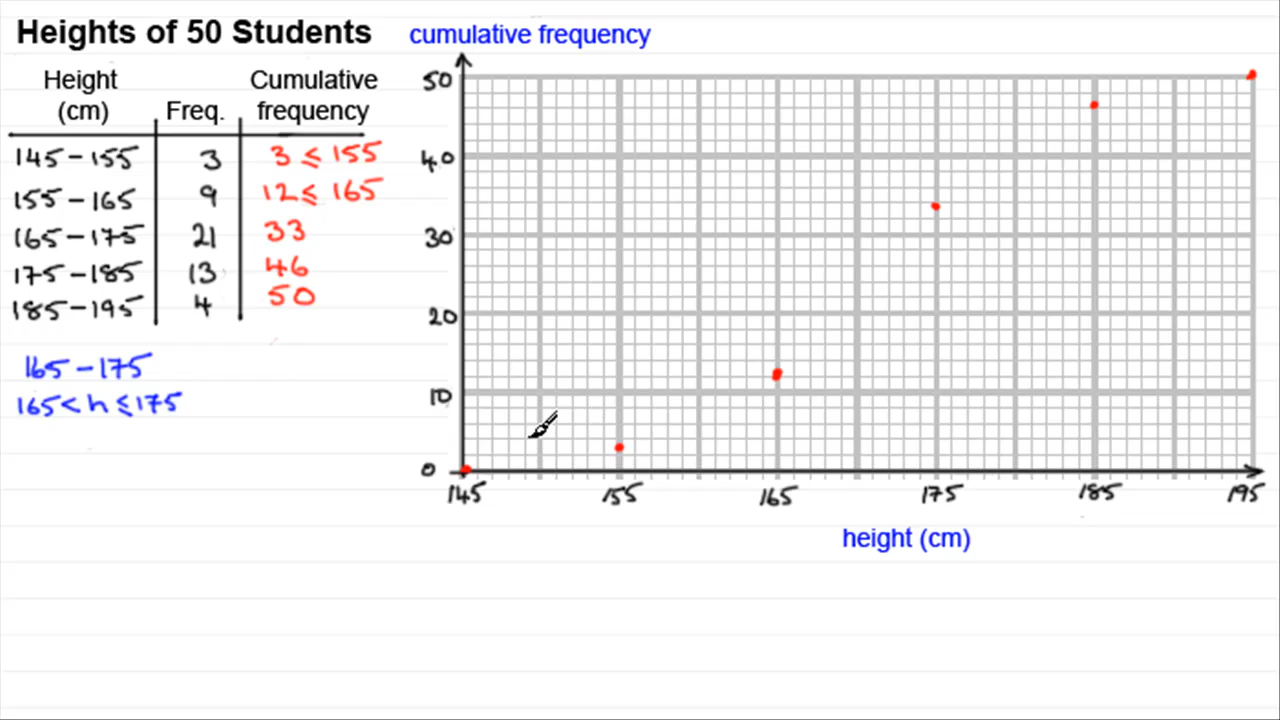 Heights of 50 Students
Height (cm) Freq. Cumulative frequency
145-155 3 3 ≤ 155
155-165 9 12 ≤ 165
165-175 21 33
175-185 13 46
185-195 4 50
165-175
165 < h ≤ 175
cumulative frequency
50
40
30
20
10
0
145 155 165 175 185 195
height (cm)